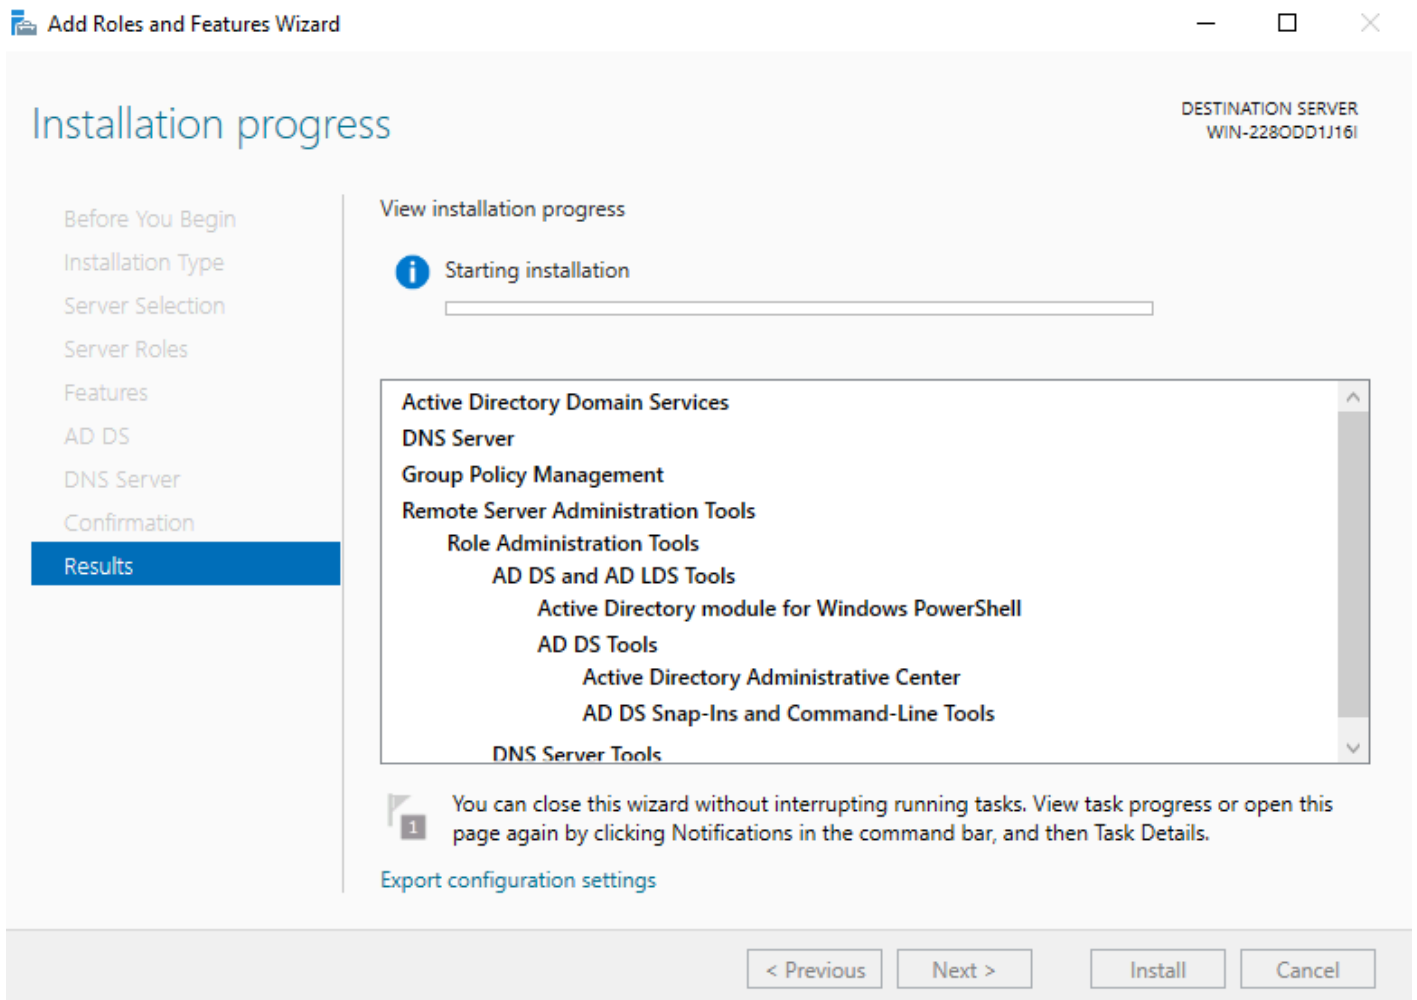 Add Roles and Features Wizard
Installation progress
DESTINATION SERVER
WIN-228ODD1J16I
Before You Begin
Installation Type
Server Selection
Server Roles
Features
AD DS
DNS Server
Confirmation
Results
View installation progress
Starting installation
Active Directory Domain Services
DNS Server
Group Policy Management
Remote Server Administration Tools
Role Administration Tools
AD DS and AD LDS Tools
Active Directory module for Windows PowerShell
AD DS Tools
Active Directory Administrative Center
AD DS Snap-Ins and Command-Line Tools
DNS Server Tools
1
You can close this wizard without interrupting running tasks. View task progress or open this
page again by clicking Notifications in the command bar, and then Task Details.
Export configuration settings
< Previous
Next >
Install
Cancel